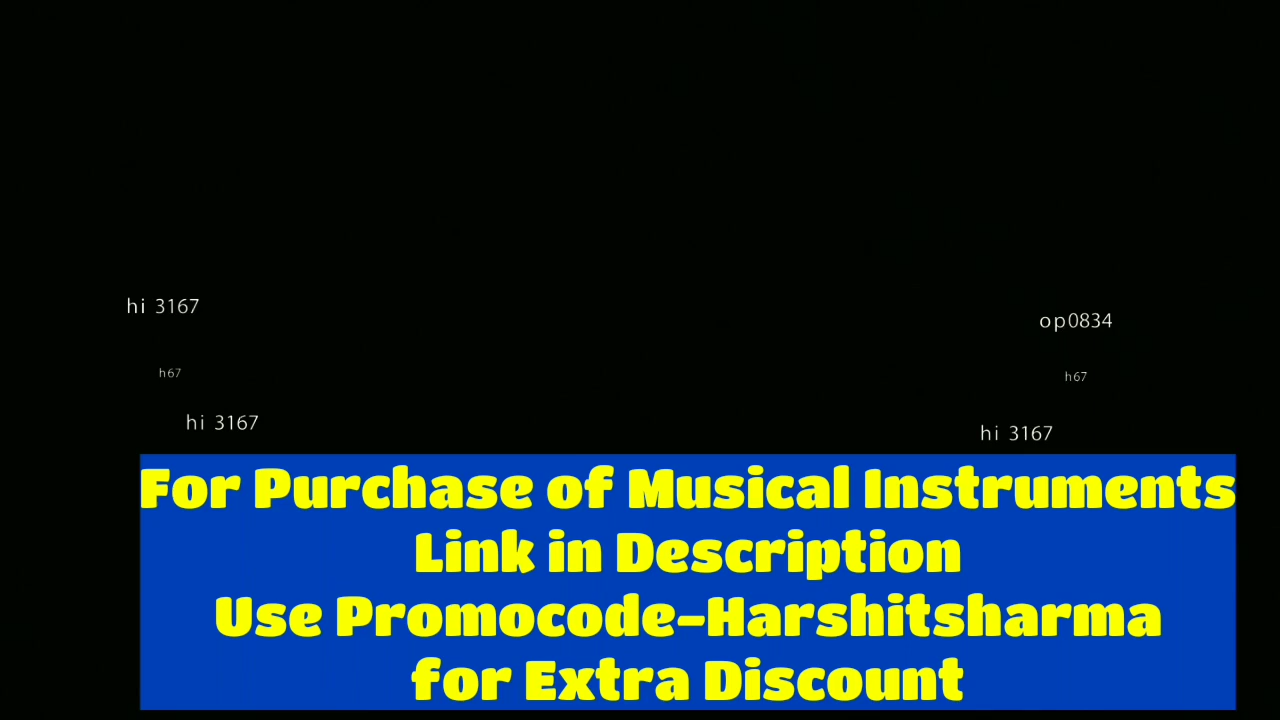 hi 3167
op0834
h67
h67
hi 3167
hi 3167
For Purchase of Musical Instruments
Link in Description
Use Promocode-Harshitsharma
for Extra Discount